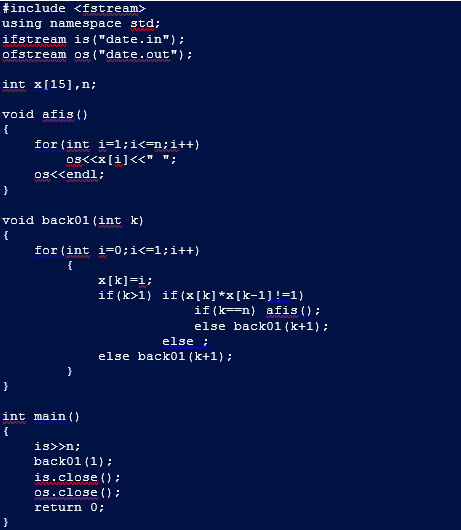 #include <fstream>
using namespace std;
ifstream is("date.in");
ofstream os("date.out");
int x[15],n;
void afis()
{
for(int i=1;i<=n;i++)
os<<x[i]<<" ";
os<<endl;
}
void back01(int k)
{
for(int i=0;i<=1;i++)
{
x[k]=i;
if(k>1) if(x[k]*x[k-1]!=1)
if(k==n) afis();
else back01(k+1);
else ;
else back01(k+1);
}
}
int main()
{
is>>n;
back01(1);
is.close();
os.close();
return 0;
}